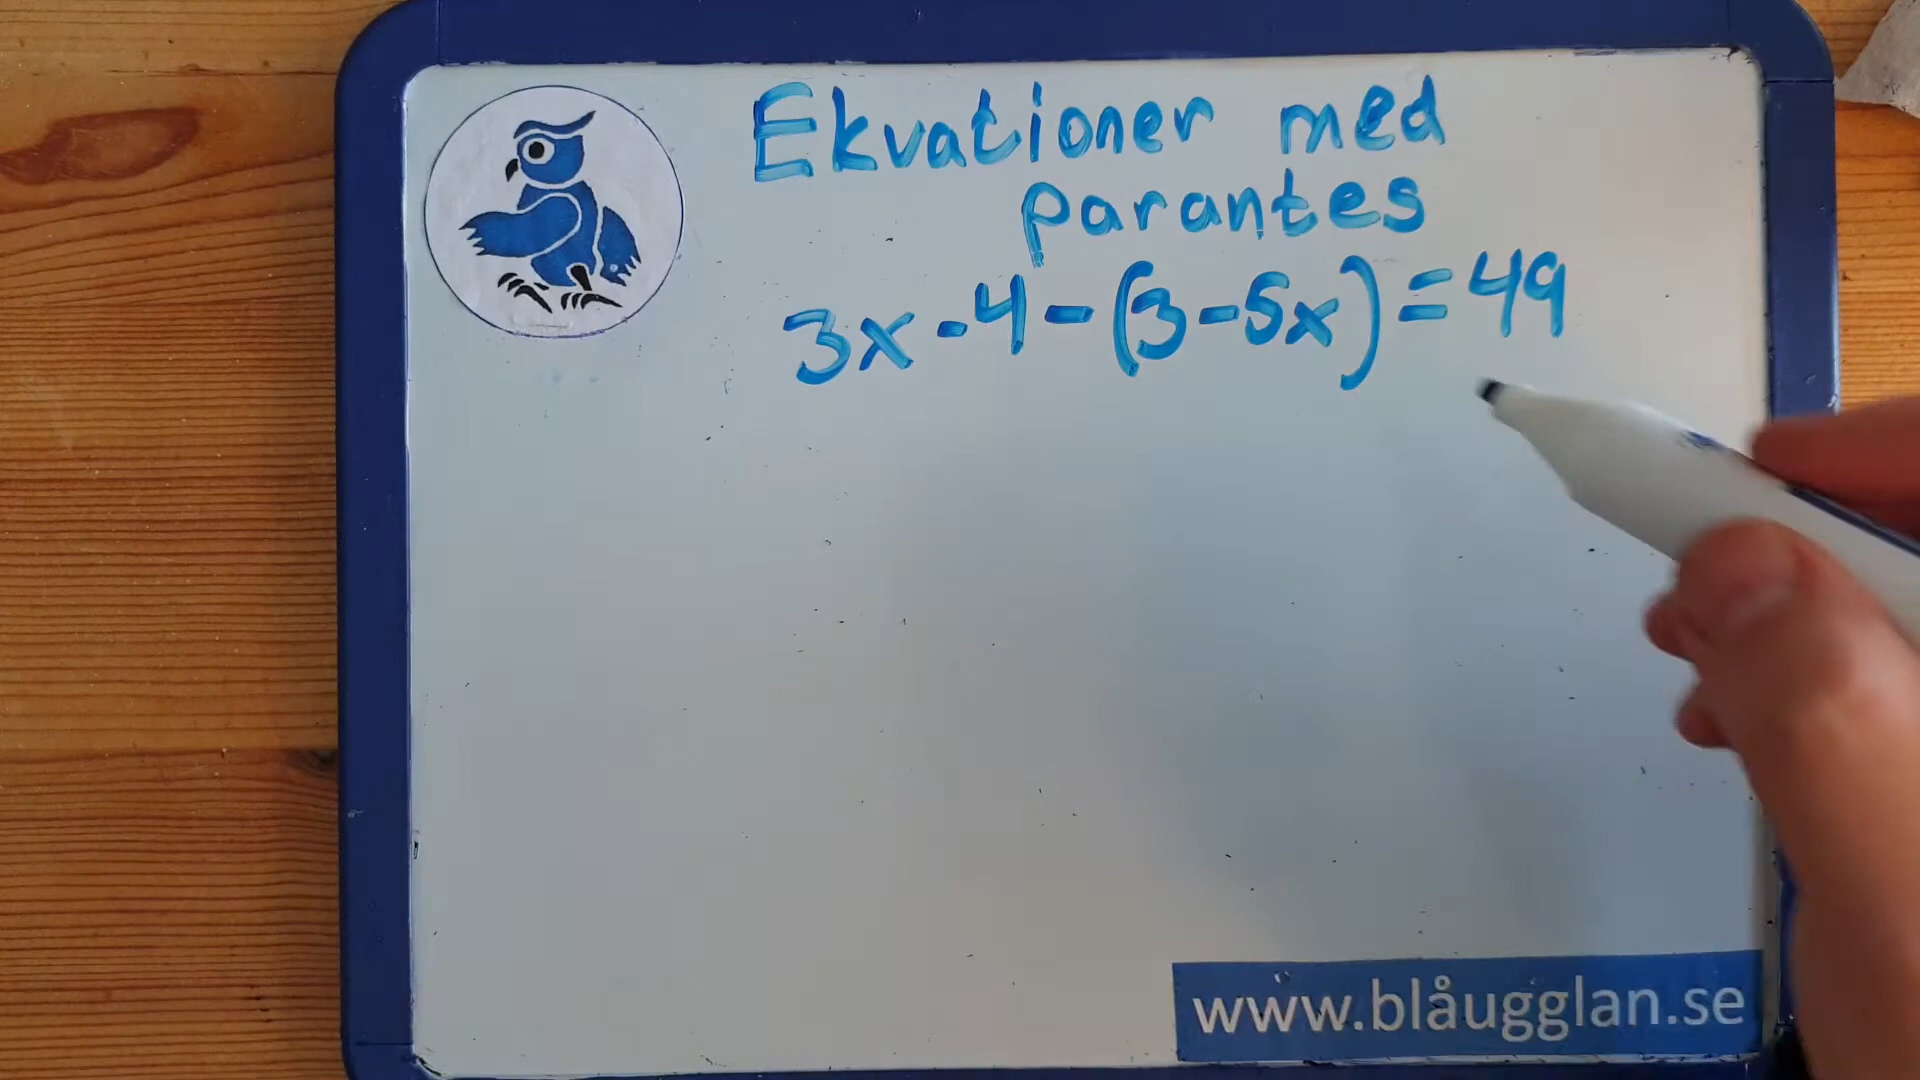 Ekvationer med
parantes
3x-4-(3-5x)=49
www.blåugglan.se